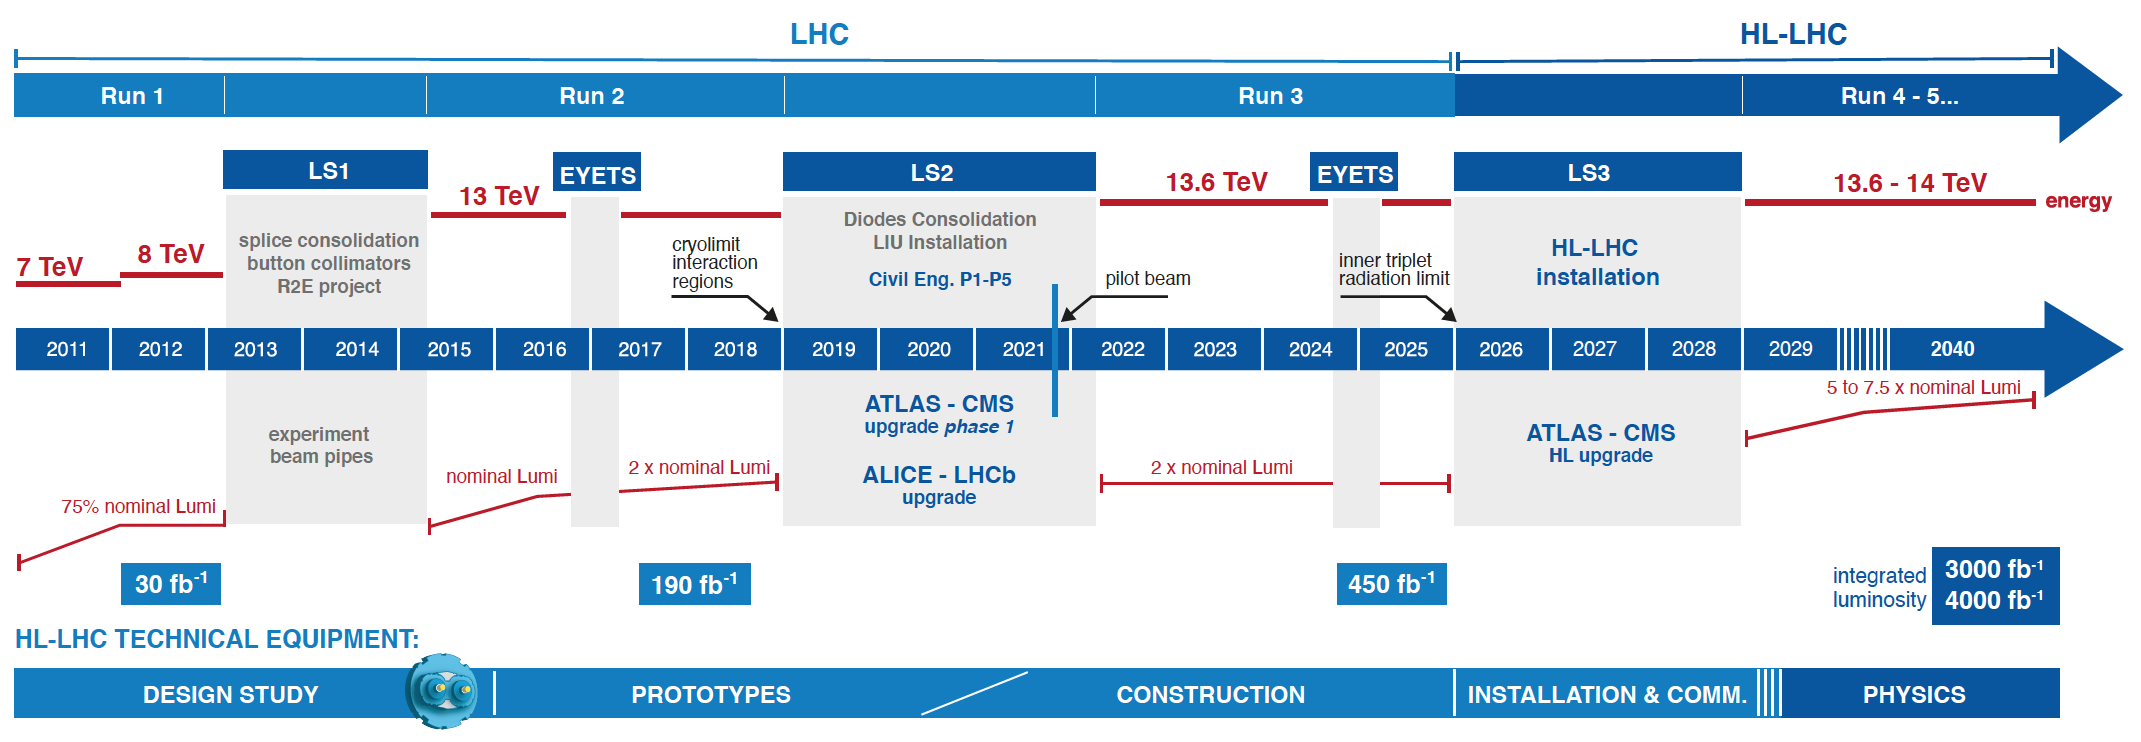 LHC
HL-LHC
Run 1
Run 2
Run 3
Run 4 - 5...
LS1
EYETS
LS2
EYETS
LS3
13 TeV
13.6 TeV
13.6 - 14 TeV
energy
7 TeV
8 TeV
splice consolidation
button collimators
R2E project
cryolimit
interaction
regions
Diodes Consolidation
LIU Installation
Civil Eng. P1-P5
pilot beam
inner triplet
radiation limit
HL-LHC
installation
2011
2012
2013
2014
2015
2016
2017
2018
2019
2020
2021
2022
2023
2024
2025
2026
2027
2028
2029
2040
5 to 7.5 x nominal Lumi
experiment
beam pipes
ATLAS - CMS
upgrade phase 1
ALICE - LHCb
upgrade
ATLAS - CMS
HL upgrade
75% nominal Lumi
nominal Lumi
2 x nominal Lumi
2 x nominal Lumi
30 fb-1
190 fb-1
450 fb-1
integrated
luminosity
3000 fb-1
4000 fb-1
HL-LHC TECHNICAL EQUIPMENT:
DESIGN STUDY
PROTOTYPES
CONSTRUCTION
INSTALLATION & COMM.
PHYSICS